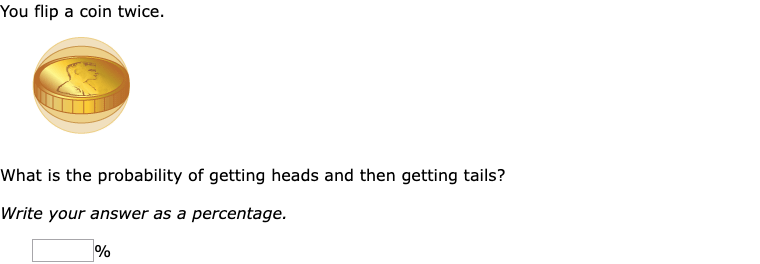 You flip a coin twice.
What is the probability of getting heads and then getting tails?
Write your answer as a percentage.
%